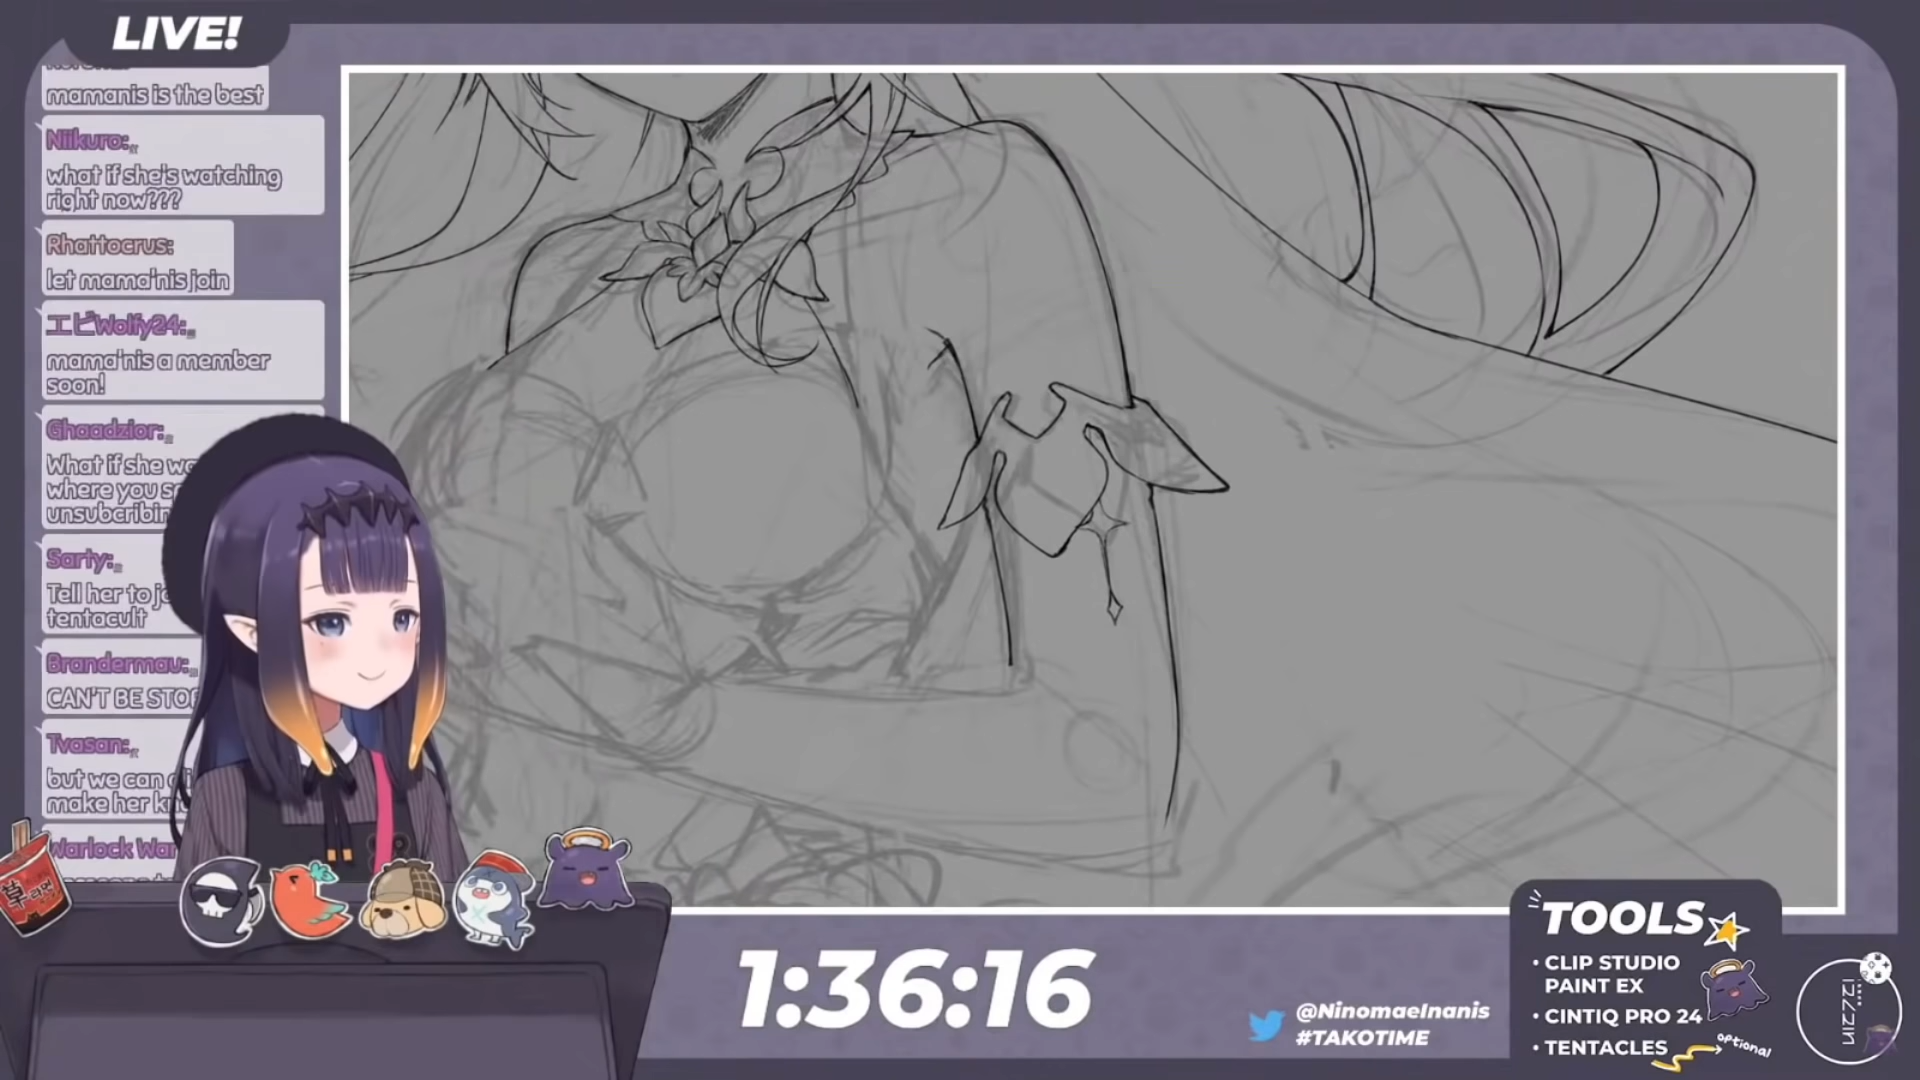 LIVE!
mamanis is the best
Niikuro:
what if she's watching
right now???
Rhattocrus:
let mama'nis join
エビWolfy24:
mama'nis a member
soon!
Ghaadzior:
What if she
where you
unsubcribin
Sarty:
Tell her to
tentacult
Brandermau:
CAN'T BE STO
Tvasan:
but we can
make her
Warlock War
草
1:36:16
@NinomaeInanis
#TAKOTIME
TOOLS
• CLIP STUDIO
PAINT EX
• CINTIQ PRO 24
• TENTACLES
optional